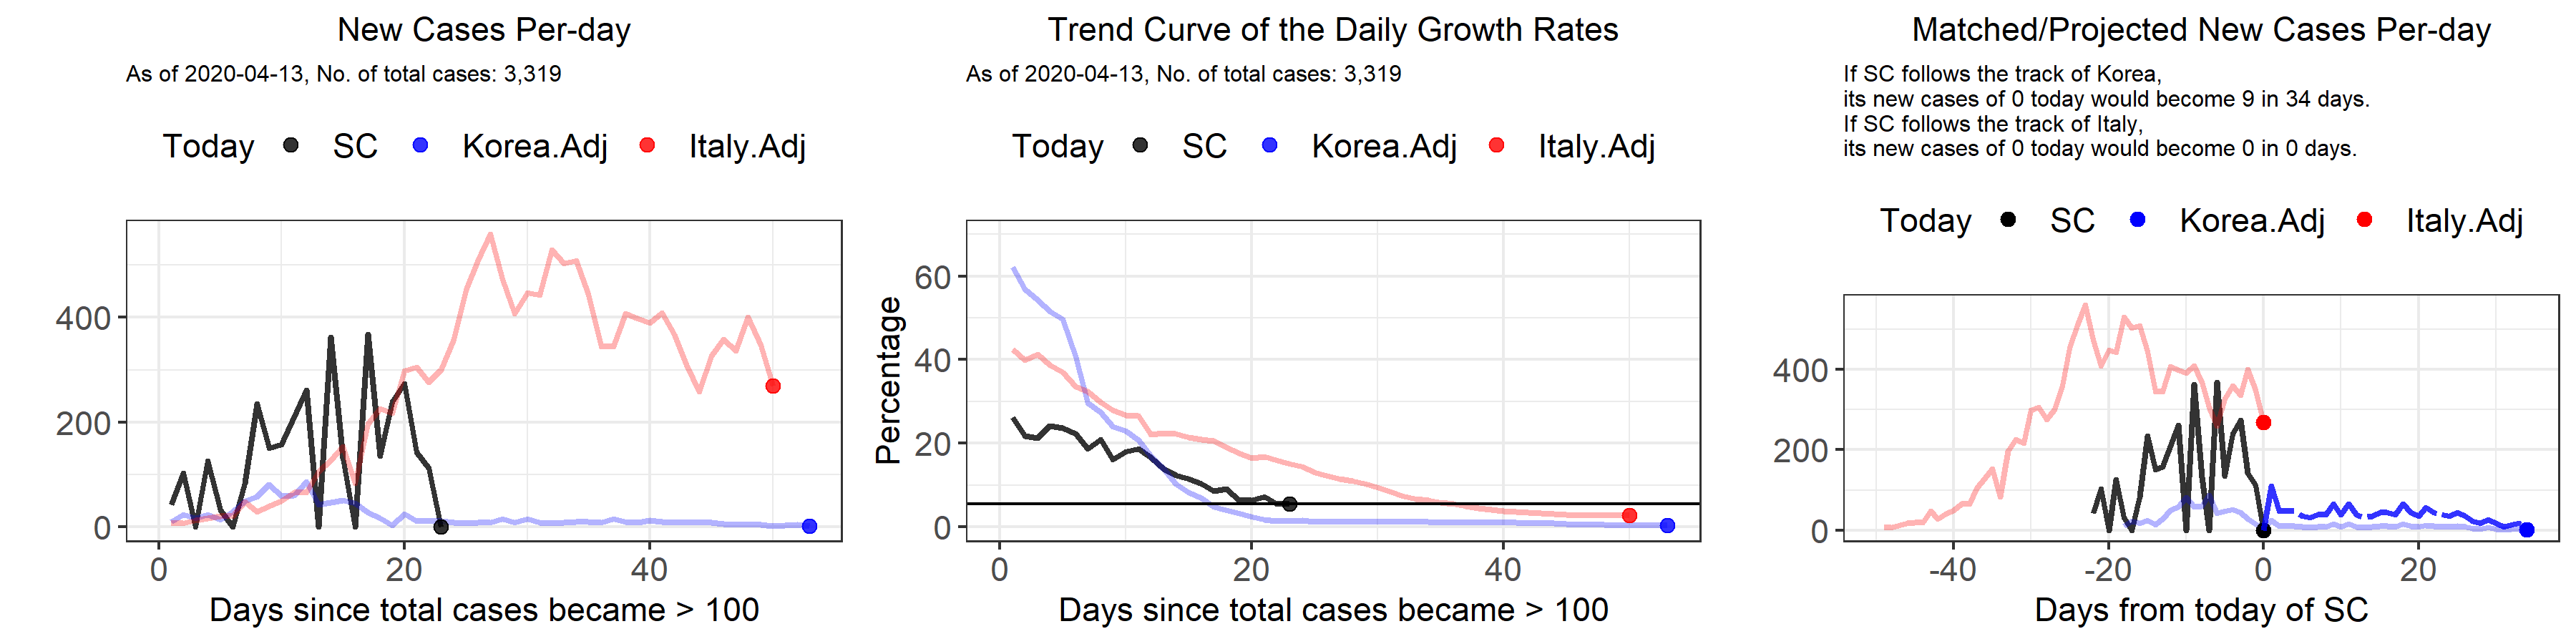 New Cases Per-day
As of 2020-04-13, No. of total cases: 3,319
Today SC Korea.Adj Italy.Adj
400
200
0
0 20 40
Days since total cases became > 100
Trend Curve of the Daily Growth Rates
As of 2020-04-13, No. of total cases: 3,319
Today SC Korea.Adj Italy.Adj
Percentage
60
40
20
0
0 20 40
Days since total cases became > 100
Matched/Projected New Cases Per-day
If SC follows the track of Korea,
its new cases of 0 today would become 9 in 34 days.
If SC follows the track of Italy,
its new cases of 0 today would become 0 in 0 days.
Today SC Korea.Adj Italy.Adj
400
200
0
-40 -20 0 20
Days from today of SC